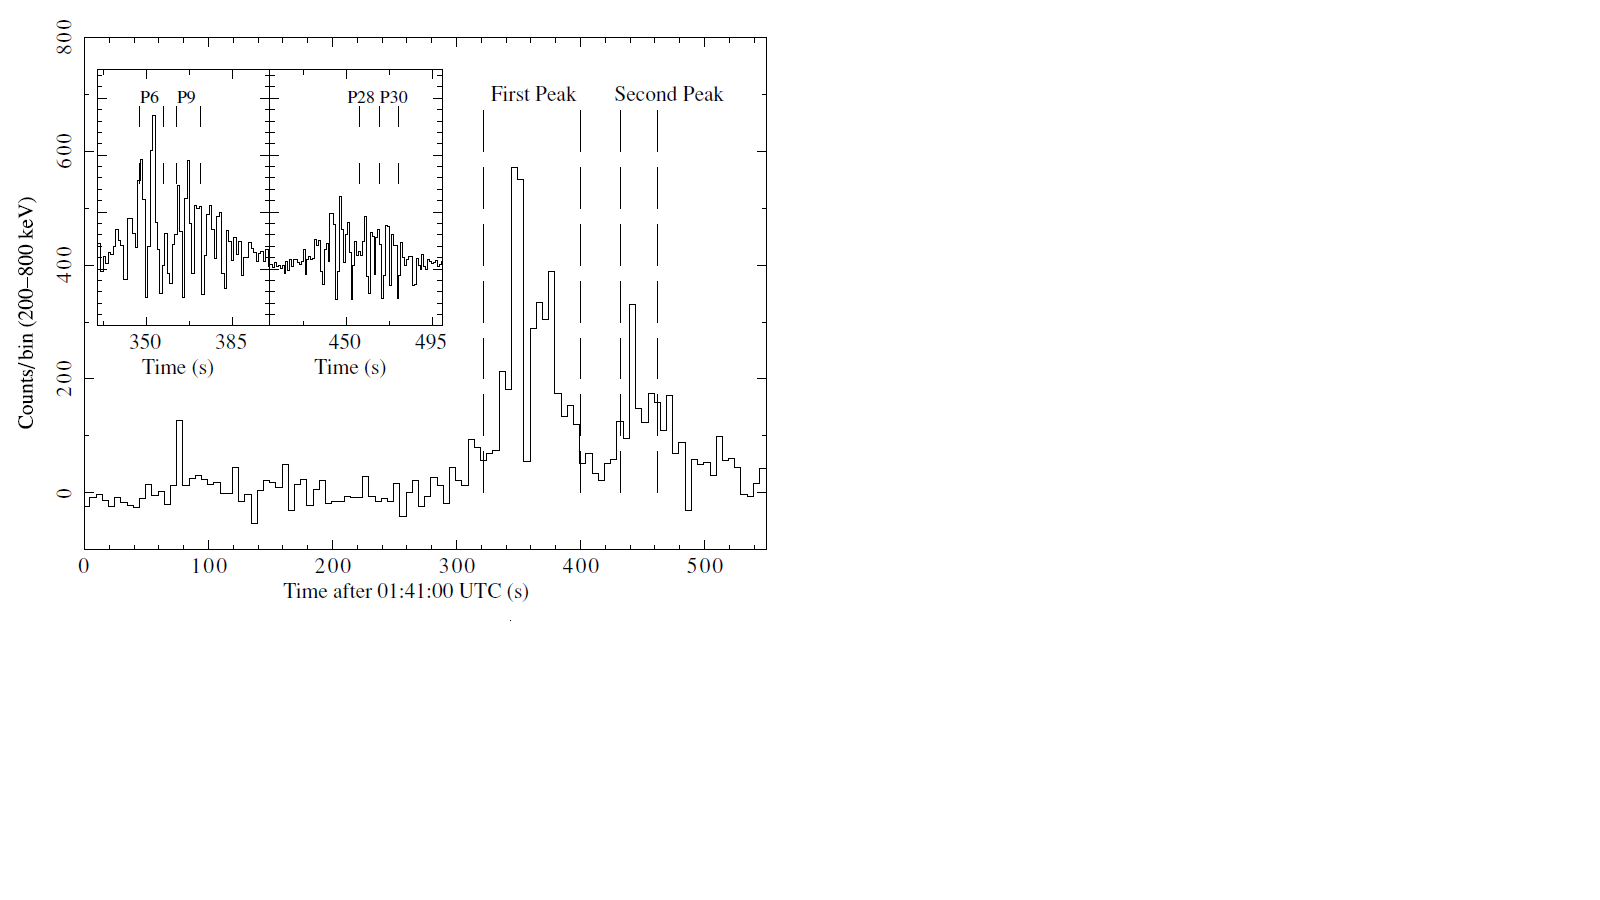 800
600
400
200
0
Counts/bin (200–800 keV)
P6 P9
P28 P30
350 385
450 495
Time (s)
Time (s)
First Peak
Second Peak
0 100 200 300 400 500
Time after 01:41:00 UTC (s)